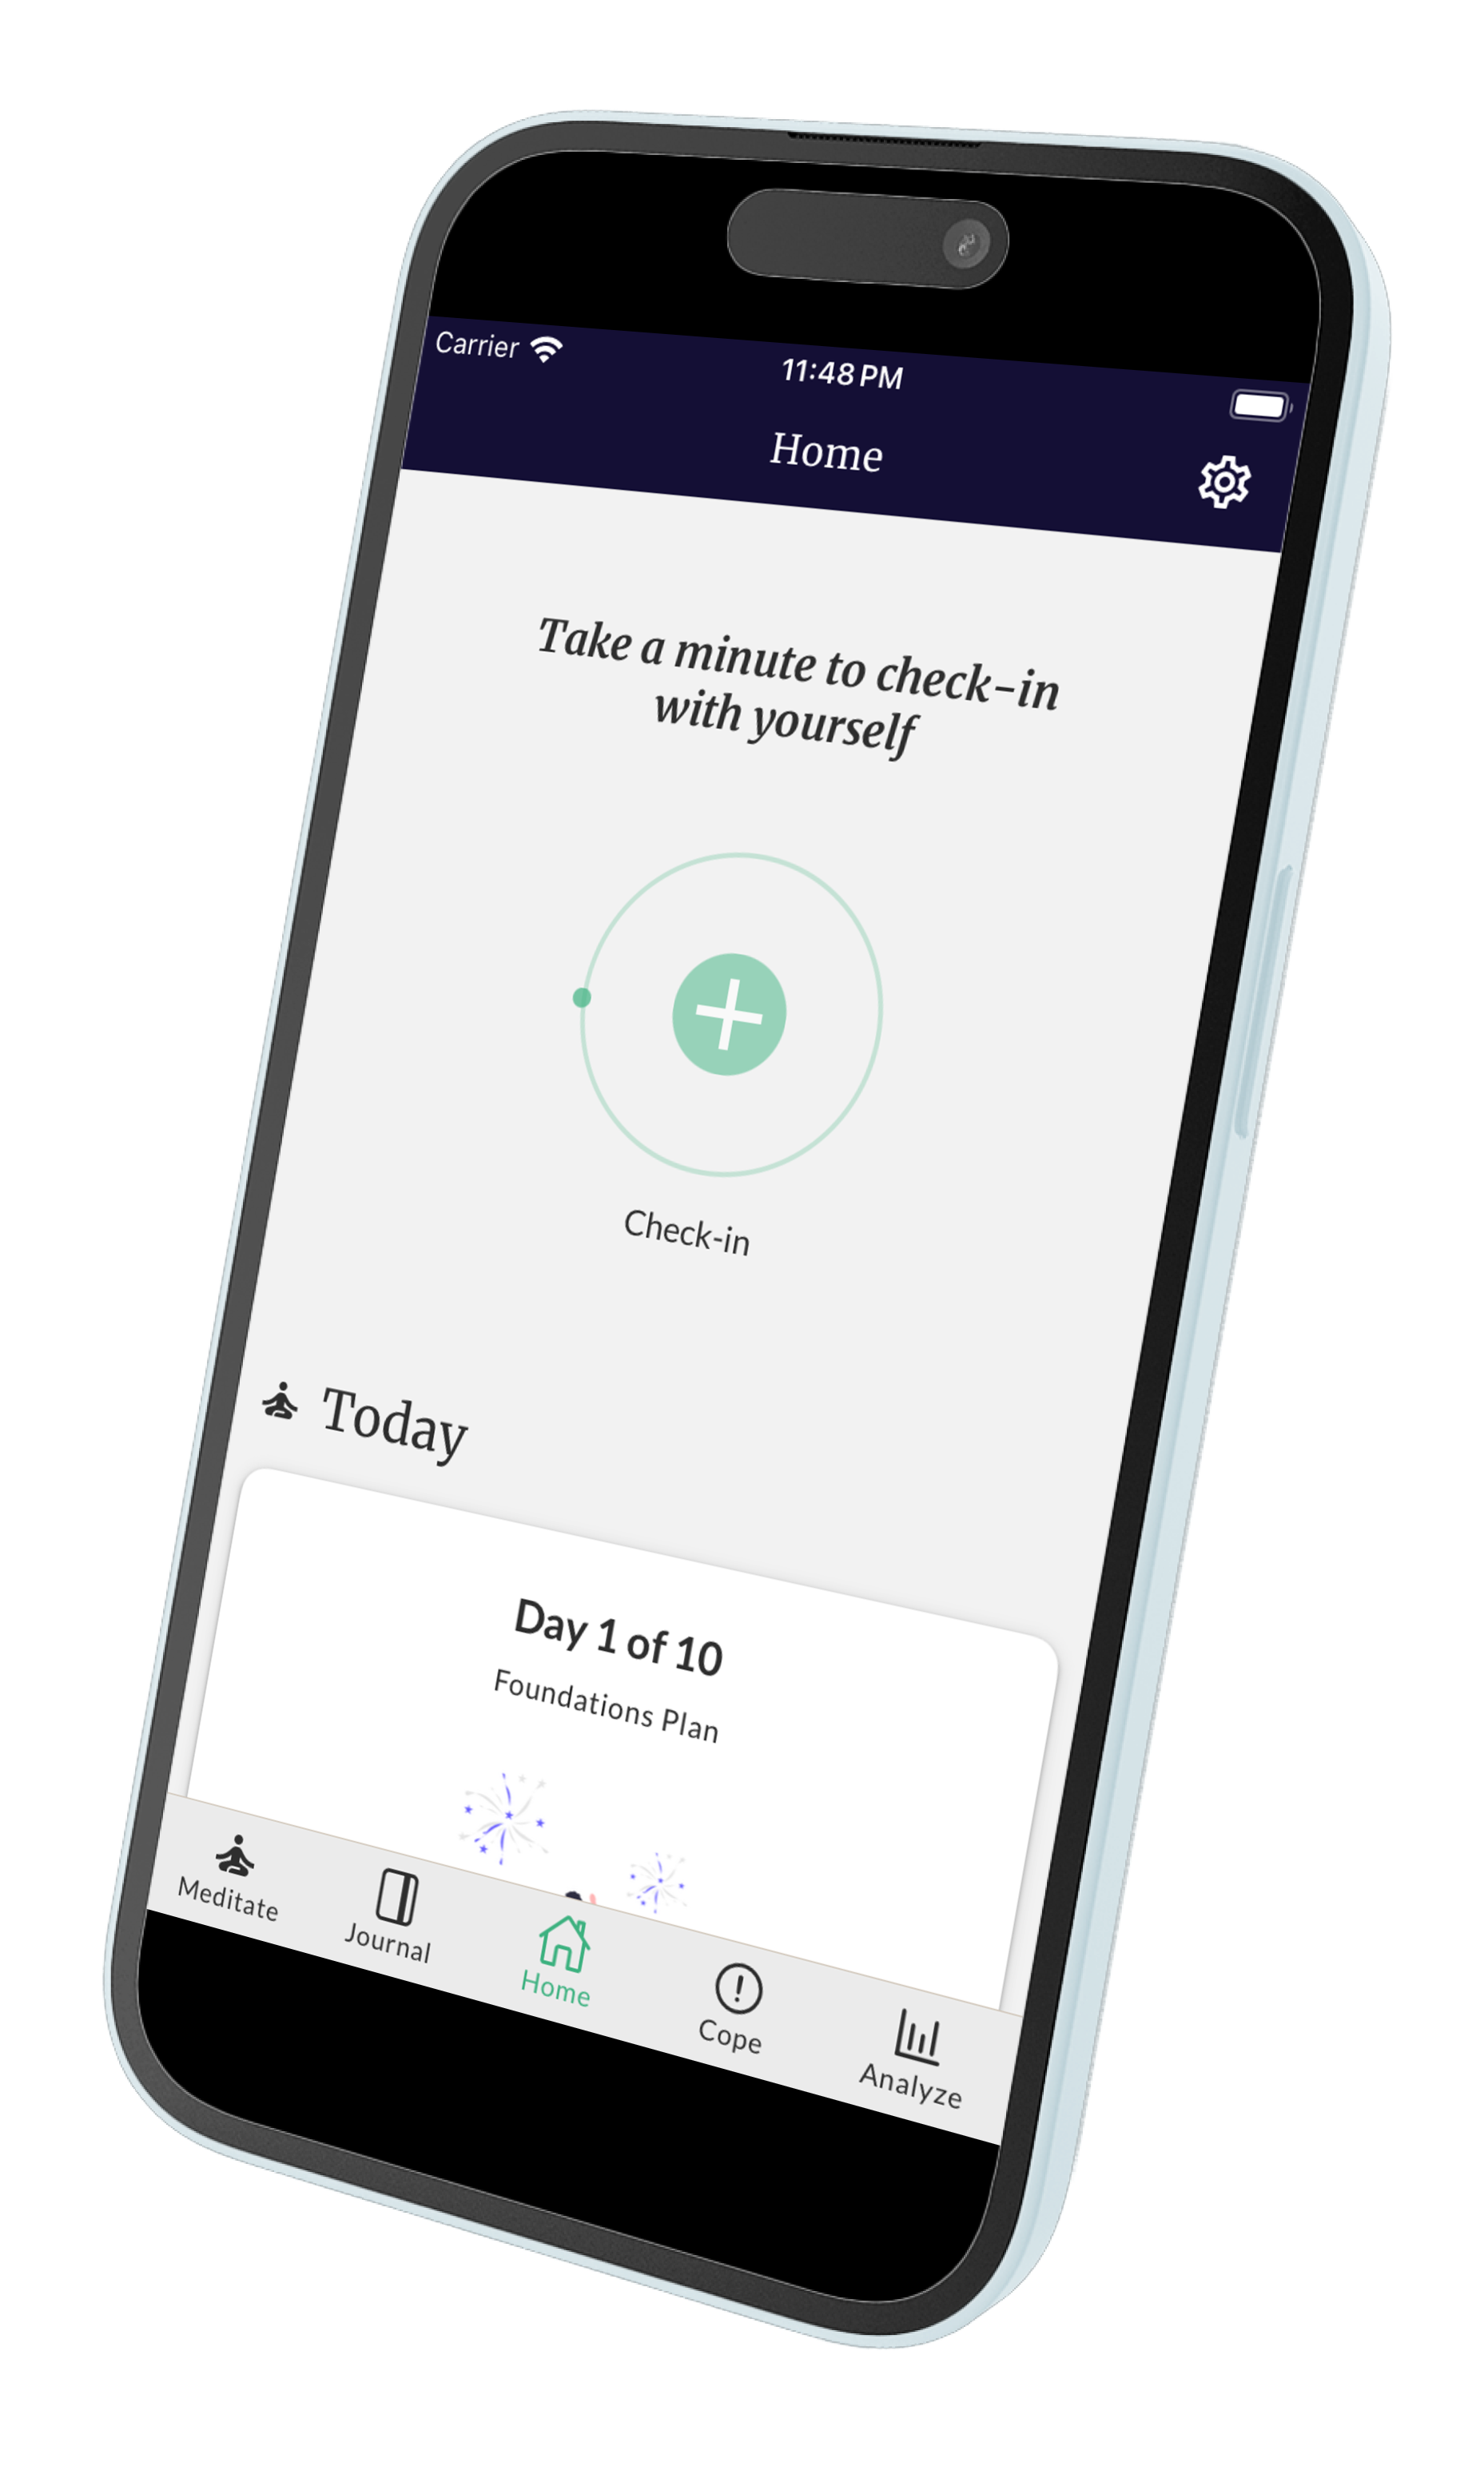 Carrier
11:48 PM
Home
Take a minute to check-in
with yourself
Check-in
Today
Day 1 of 10
Foundations Plan
Meditate
Journal
Home
Cope
Analyze